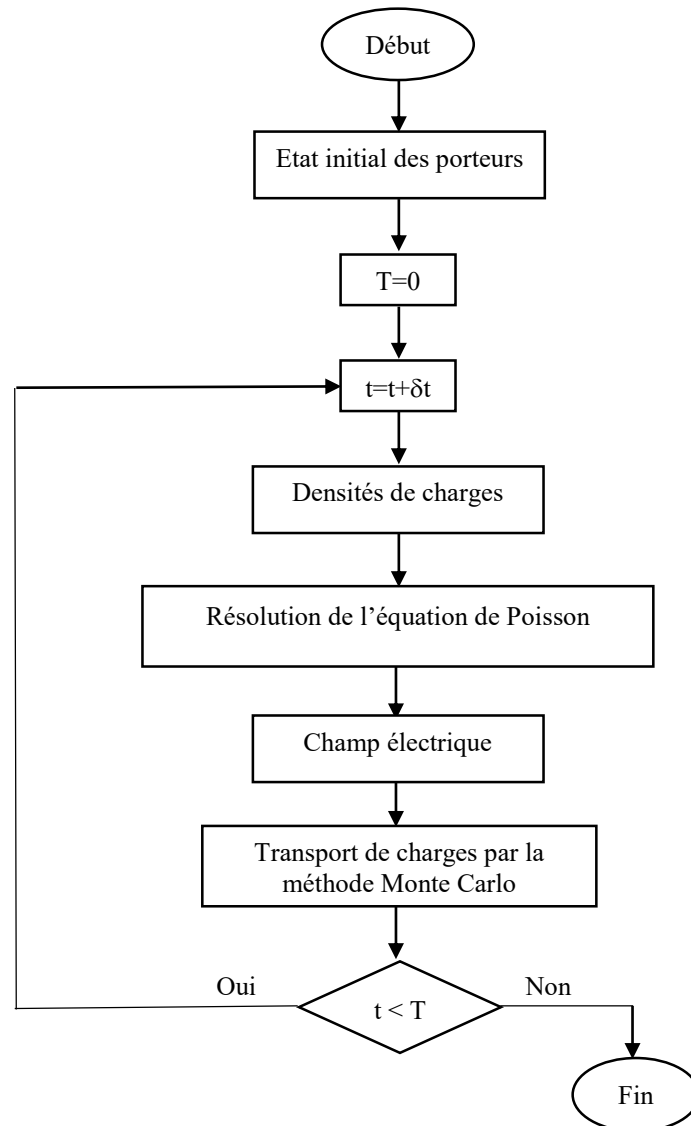 Début
Etat initial des porteurs
T=0
t=t+δt
Densités de charges
Résolution de l’équation de Poisson
Champ électrique
Transport de charges par la
méthode Monte Carlo
Oui
t < T
Non
Fin